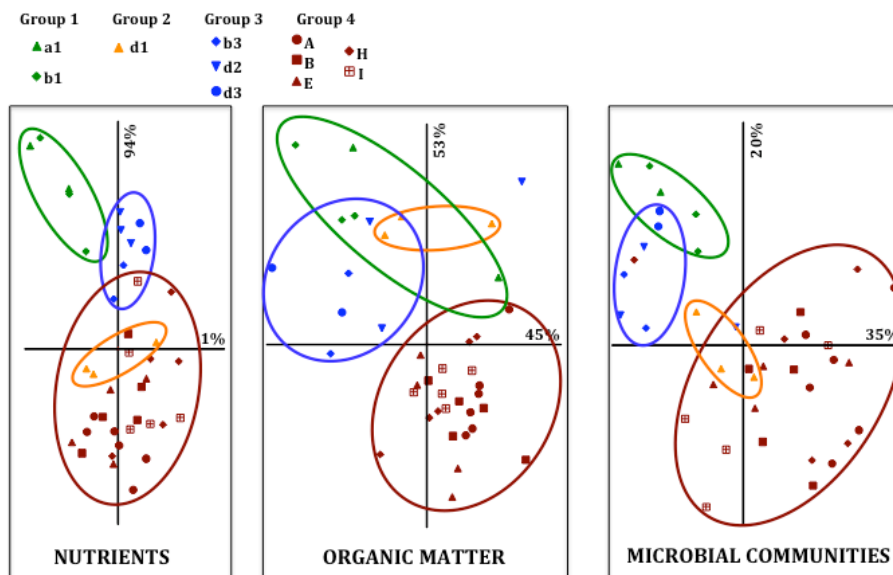 Group 1 Group 2 Group 3 Group 4
a1 d1 b3 A H
b1 d2 B I
d3 E
94% 53% 20%
1% 45% 35%
NUTRIENTS ORGANIC MATTER MICROBIAL COMMUNITIES